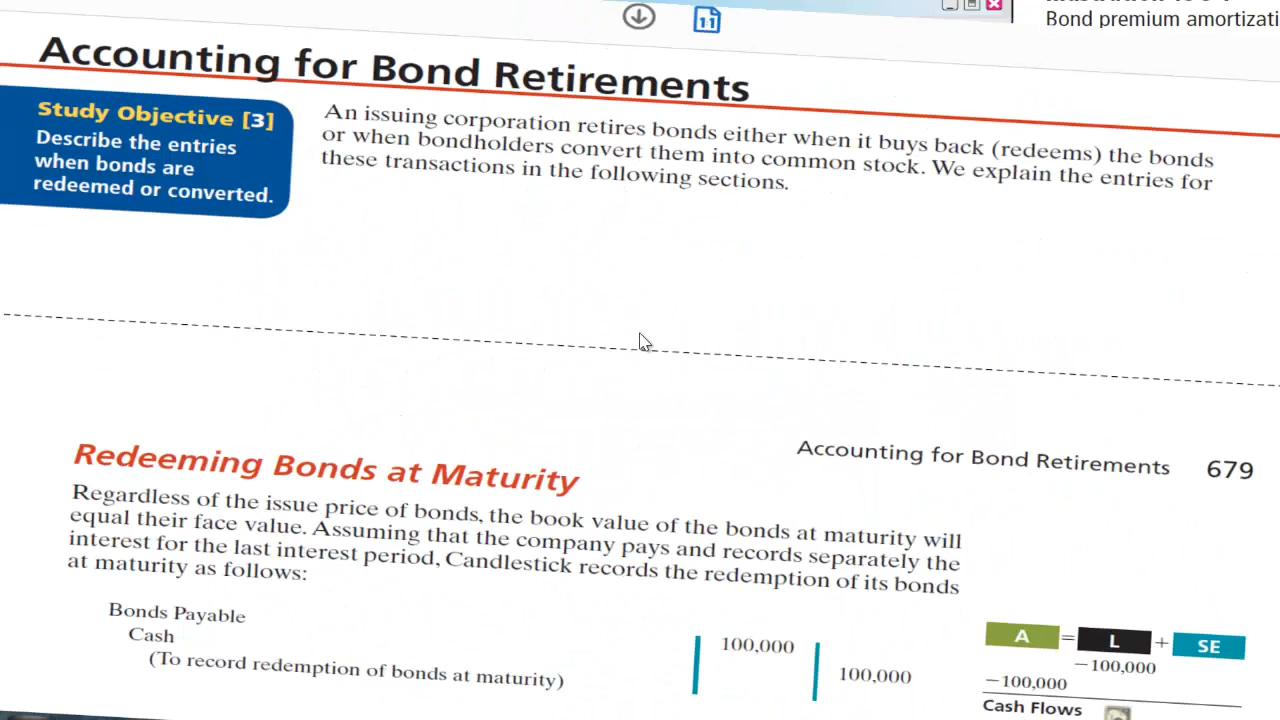 Bond premium amortizati
Accounting for Bond Retirements
Study Objective [3]
Describe the entries
when bonds are
redeemed or converted.
An issuing corporation retires bonds either when it buys back (redeems) the bonds
or when bondholders convert them into common stock. We explain the entries for
these transactions in the following sections.
Accounting for Bond Retirements 679
Redeeming Bonds at Maturity
Regardless of the issue price of bonds, the book value of the bonds at maturity will
equal their face value. Assuming that the company pays and records separately the
interest for the last interest period, Candlestick records the redemption of its bonds
at maturity as follows:
Bonds Payable 100,000
Cash 100,000
(To record redemption of bonds at maturity)
A = L + SE
−100,000
−100,000
Cash Flows